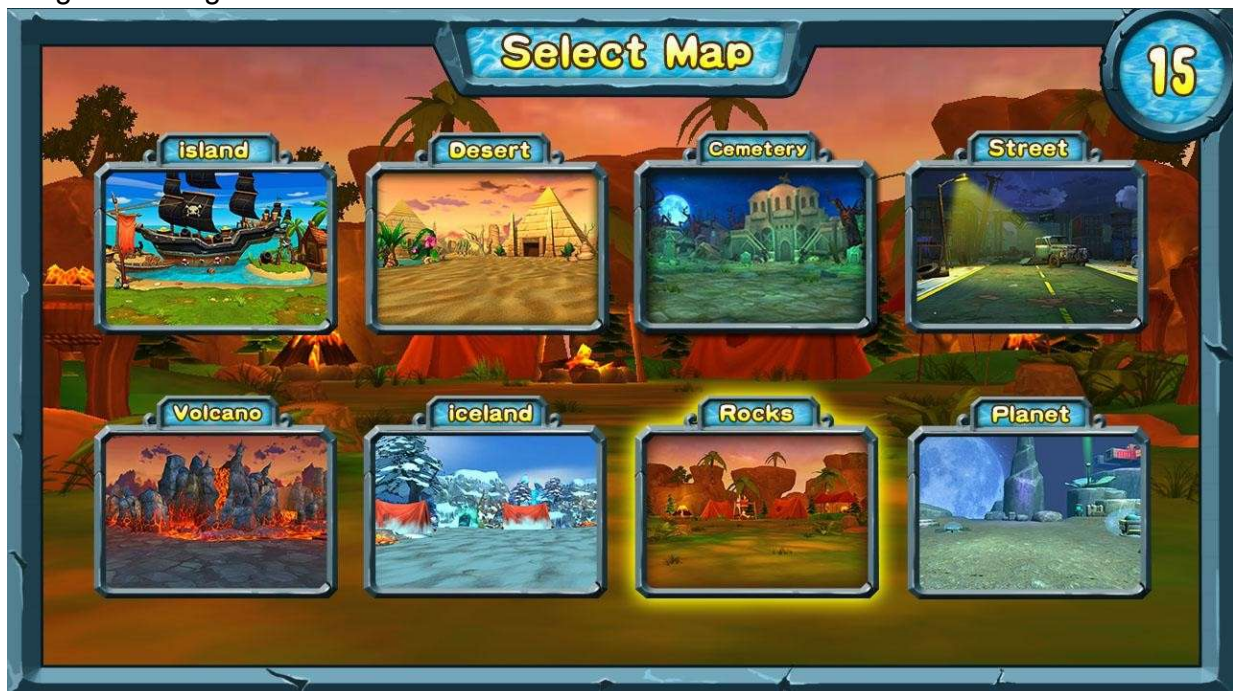 Select Map
15
island
Desert
Cemetery
Street
Volcano
iceland
Rocks
Planet